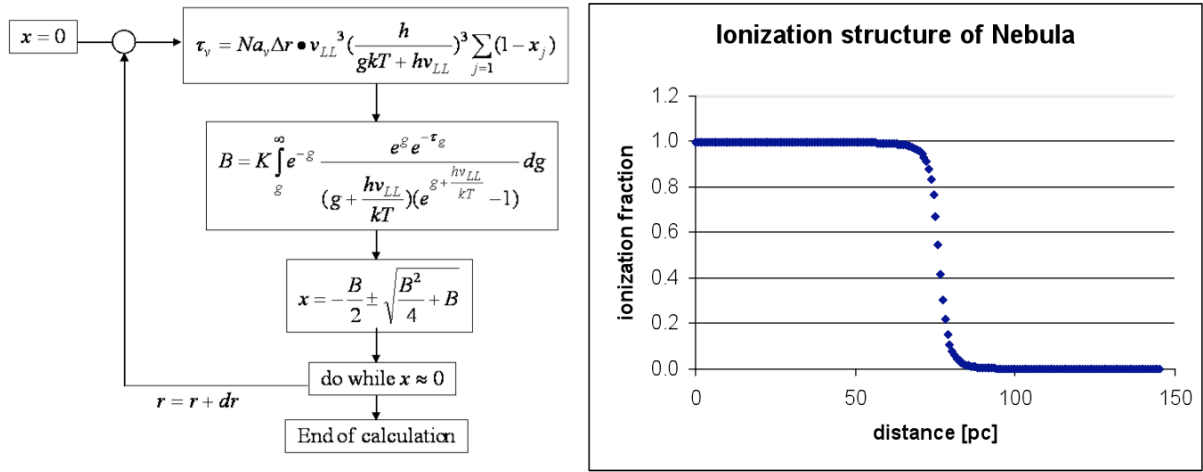 x = 0
τ_ν = Na_ν Δr • ν_LL³ (h / (gkT + hν_LL))³ ∑_{j=1} (1 − x_j)
B = K ∫_g^∞ e^{−g} (e^g e^{−τ_g}) / ((g + hν_LL / kT)(e^{g + hν_LL / kT} − 1)) dg
x = −B/2 ± √(B²/4 + B)
do while x ≈ 0
r = r + dr
End of calculation
Ionization structure of Nebula
1.2
1.0
0.8
0.6
0.4
0.2
0.0
ionization fraction
0 50 100 150
distance [pc]